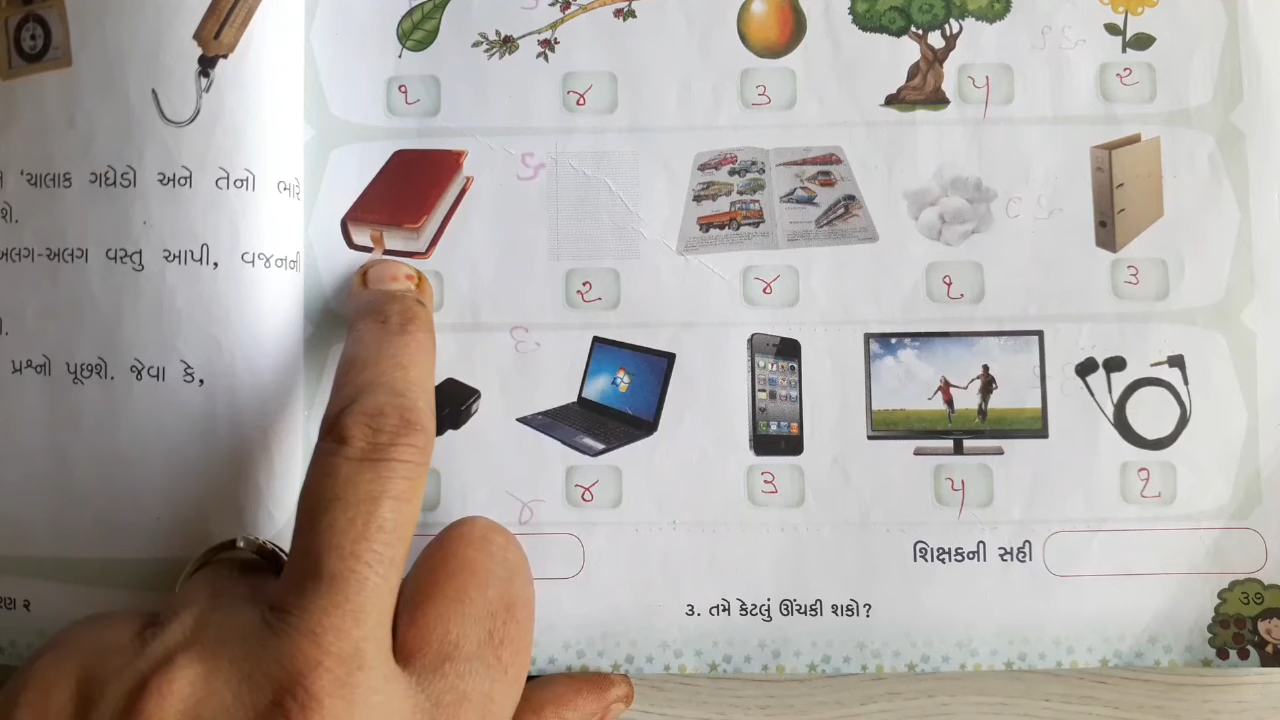 ૧ ૪ ૩ ૫ ૨
'ચાલાક ગધેડો અને તેનો ભારે
શે.
અલગ-અલગ વસ્તુ આપી, વજનની
૨ ૪ ૧ ૩
પ્રશ્નો પૂછશે. જેવા કે,
૪ ૩ ૫ ૧
શિક્ષકની સહી
૩. તમે કેટલું ઊંચકી શકો?
૩૭